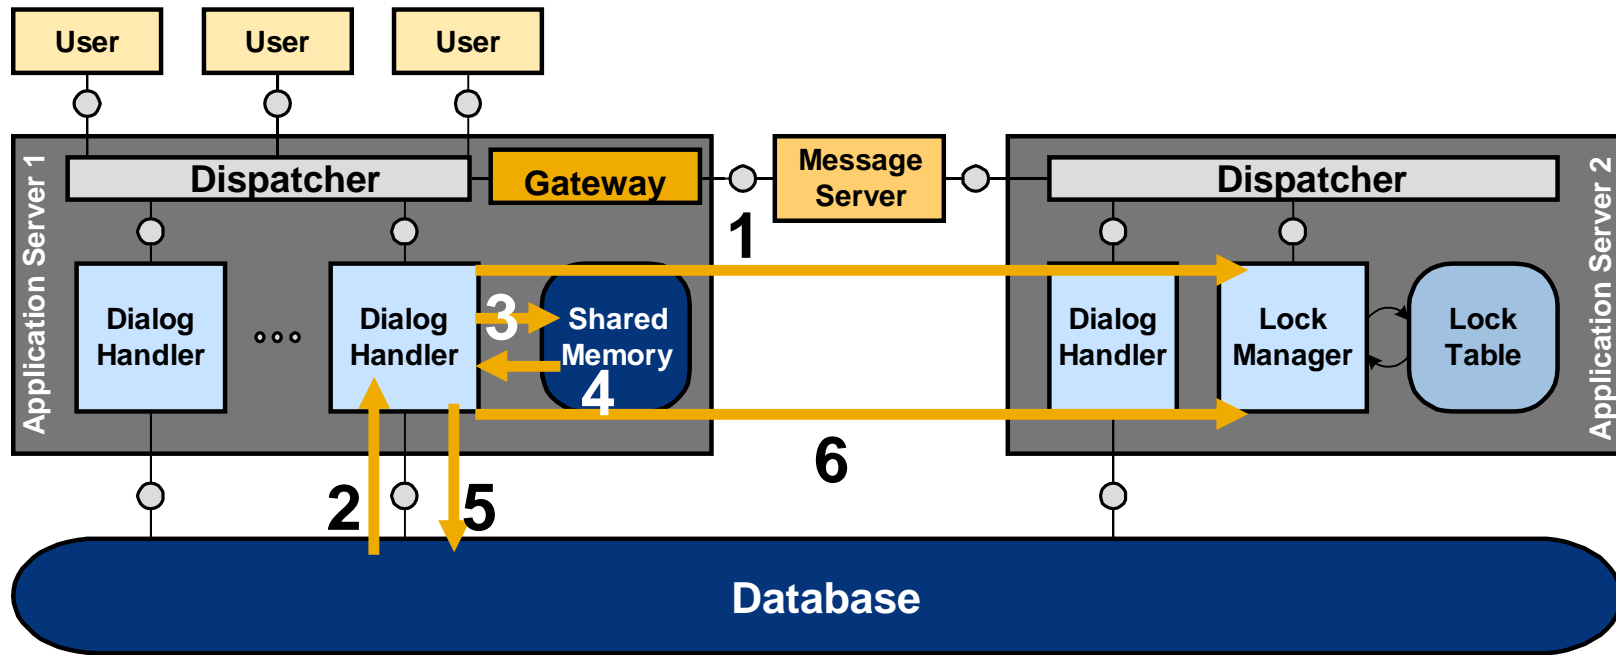 User
User
User
Application Server 1
Dispatcher
Gateway
Message
Server
Dispatcher
Application Server 2
1
Dialog
Handler
Dialog
Handler
3
Shared
Memory
4
Dialog
Handler
Lock
Manager
Lock
Table
2
5
6
Database